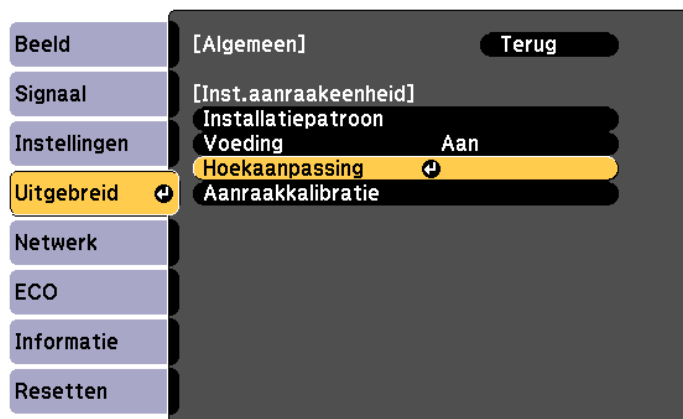 Beeld
Signaal
Instellingen
Uitgebreid
Netwerk
ECO
Informatie
Resetten
[Algemeen] Terug
[Inst.aanraakeenheid]
Installatiepatroon
Voeding Aan
Hoekaanpassing
Aanraakkalibratie